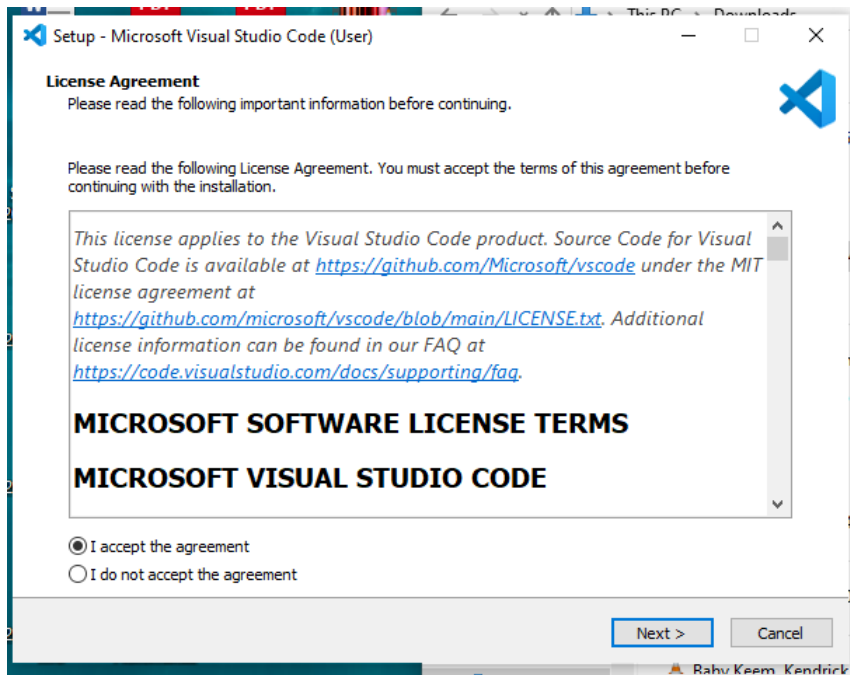 This PC > Downloads
Setup - Microsoft Visual Studio Code (User)
License Agreement
Please read the following important information before continuing.
Please read the following License Agreement. You must accept the terms of this agreement before
continuing with the installation.
This license applies to the Visual Studio Code product. Source Code for Visual
Studio Code is available at https://github.com/Microsoft/vscode under the MIT
license agreement at
https://github.com/microsoft/vscode/blob/main/LICENSE.txt. Additional
license information can be found in our FAQ at
https://code.visualstudio.com/docs/supporting/faq.
MICROSOFT SOFTWARE LICENSE TERMS
MICROSOFT VISUAL STUDIO CODE
I accept the agreement
I do not accept the agreement
Next >
Cancel
Baby Keem, Kendrick